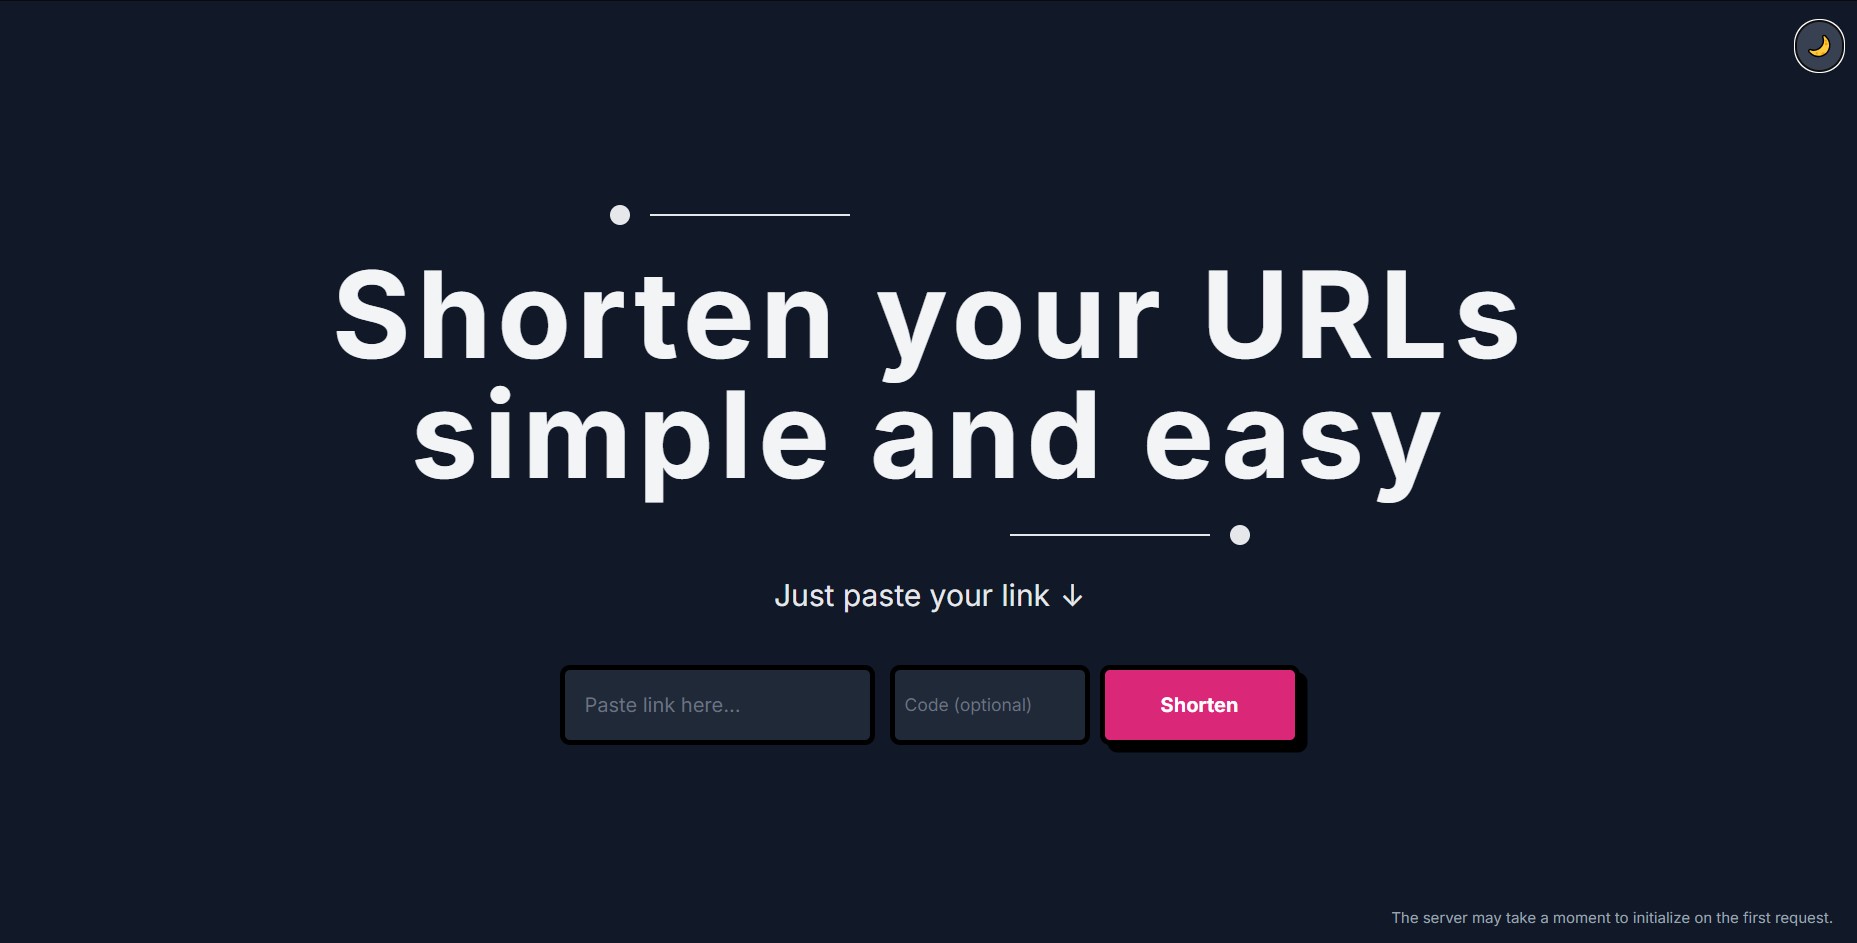 Shorten your URLs
simple and easy
Just paste your link ↓
Paste link here...
Code (optional)
Shorten
The server may take a moment to initialize on the first request.